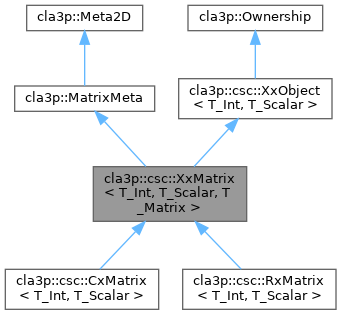 cla3p::Meta2D
cla3p::Ownership
cla3p::MatrixMeta
cla3p::csc::XxObject
< T_Int, T_Scalar >
cla3p::csc::XxMatrix
< T_Int, T_Scalar, T
_Matrix >
cla3p::csc::CxMatrix
< T_Int, T_Scalar >
cla3p::csc::RxMatrix
< T_Int, T_Scalar >